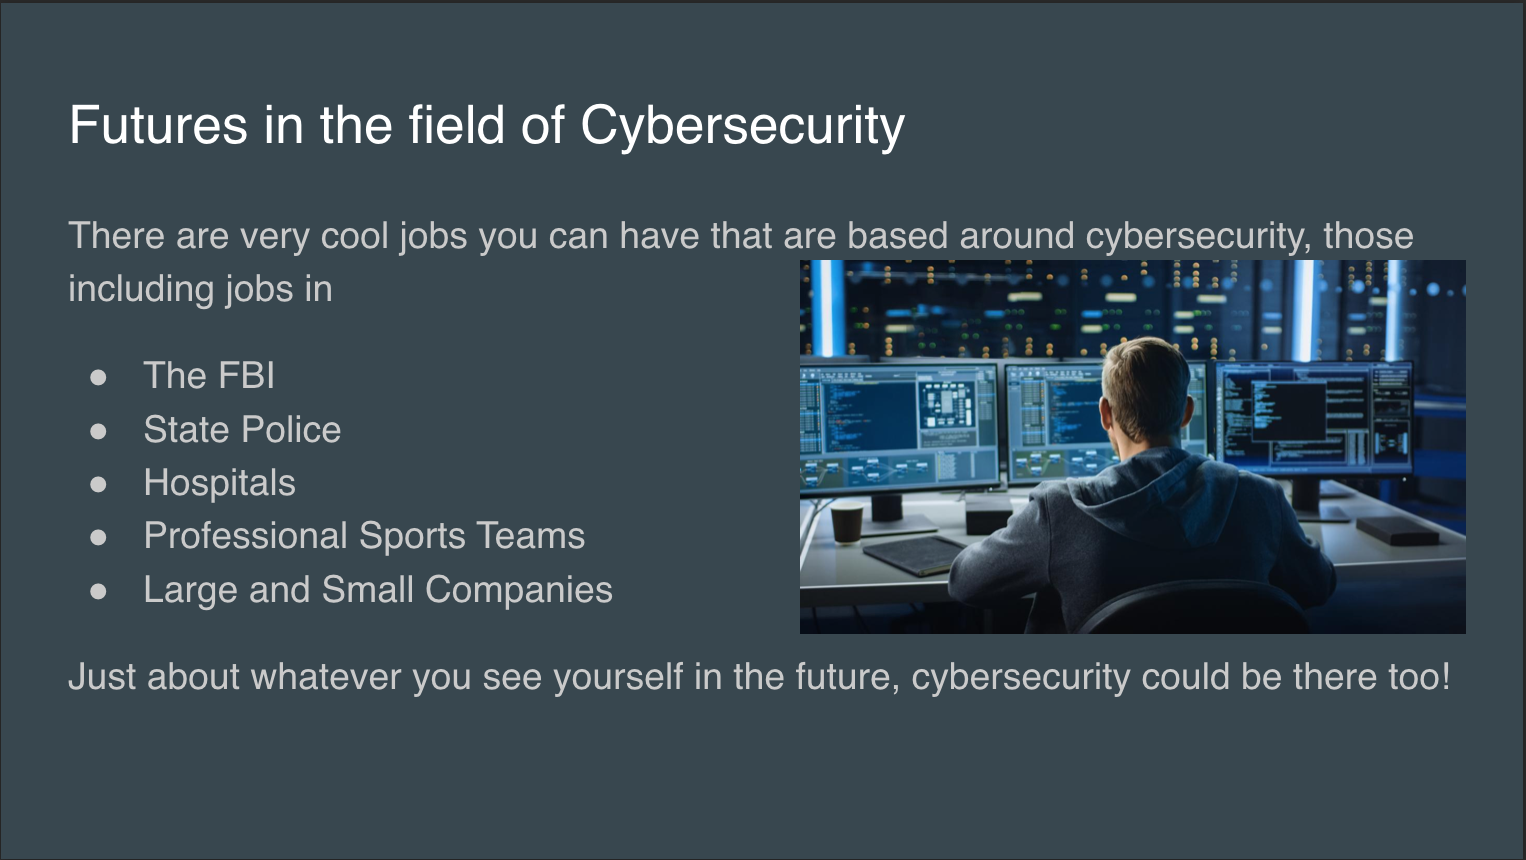 Futures in the field of Cybersecurity
There are very cool jobs you can have that are based around cybersecurity, those
including jobs in
● The FBI
● State Police
● Hospitals
● Professional Sports Teams
● Large and Small Companies
Just about whatever you see yourself in the future, cybersecurity could be there too!